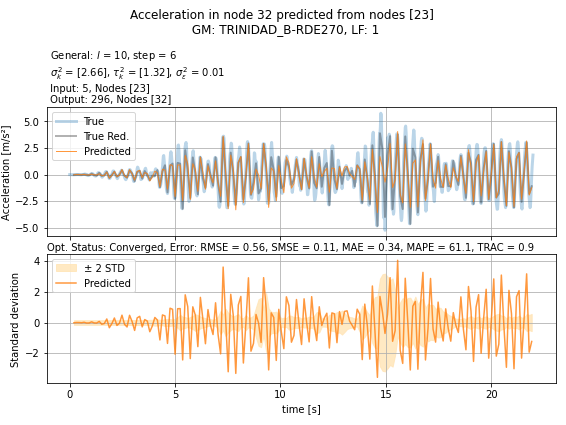 Acceleration in node 32 predicted from nodes [23]
GM: TRINIDAD_B-RDE270, LF: 1
General: l = 10, step = 6
σ²ₖ = [2.66], τ²ₖ = [1.32], σ²ε = 0.01
Input: 5, Nodes [23]
Output: 296, Nodes [32]
True
True Red.
Predicted
Acceleration [m/s²]
5.0
2.5
0.0
−2.5
−5.0
Opt. Status: Converged, Error: RMSE = 0.56, SMSE = 0.11, MAE = 0.34, MAPE = 61.1, TRAC = 0.9
± 2 STD
Predicted
Standard deviation
4
2
0
−2
0
5
10
15
20
time [s]